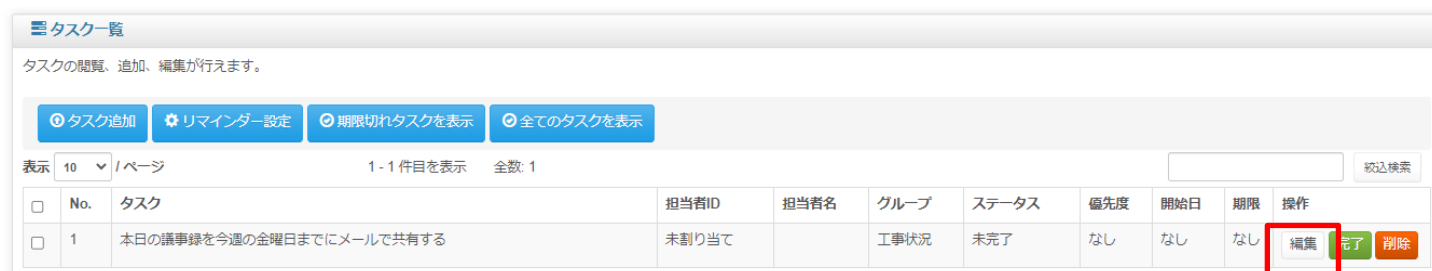 タスク一覧
タスクの閲覧、追加、編集が行えます。
タスク追加 リマインダー設定 期限切れタスクを表示 全てのタスクを表示
表示 10 / ページ 1 - 1 件目を表示 全数: 1 絞込検索
No. タスク 担当者ID 担当者名 グループ ステータス 優先度 開始日 期限 操作
1 本日の議事録を今週の金曜日までにメールで共有する 未割り当て 工事状況 未完了 なし なし なし 編集 完了 削除